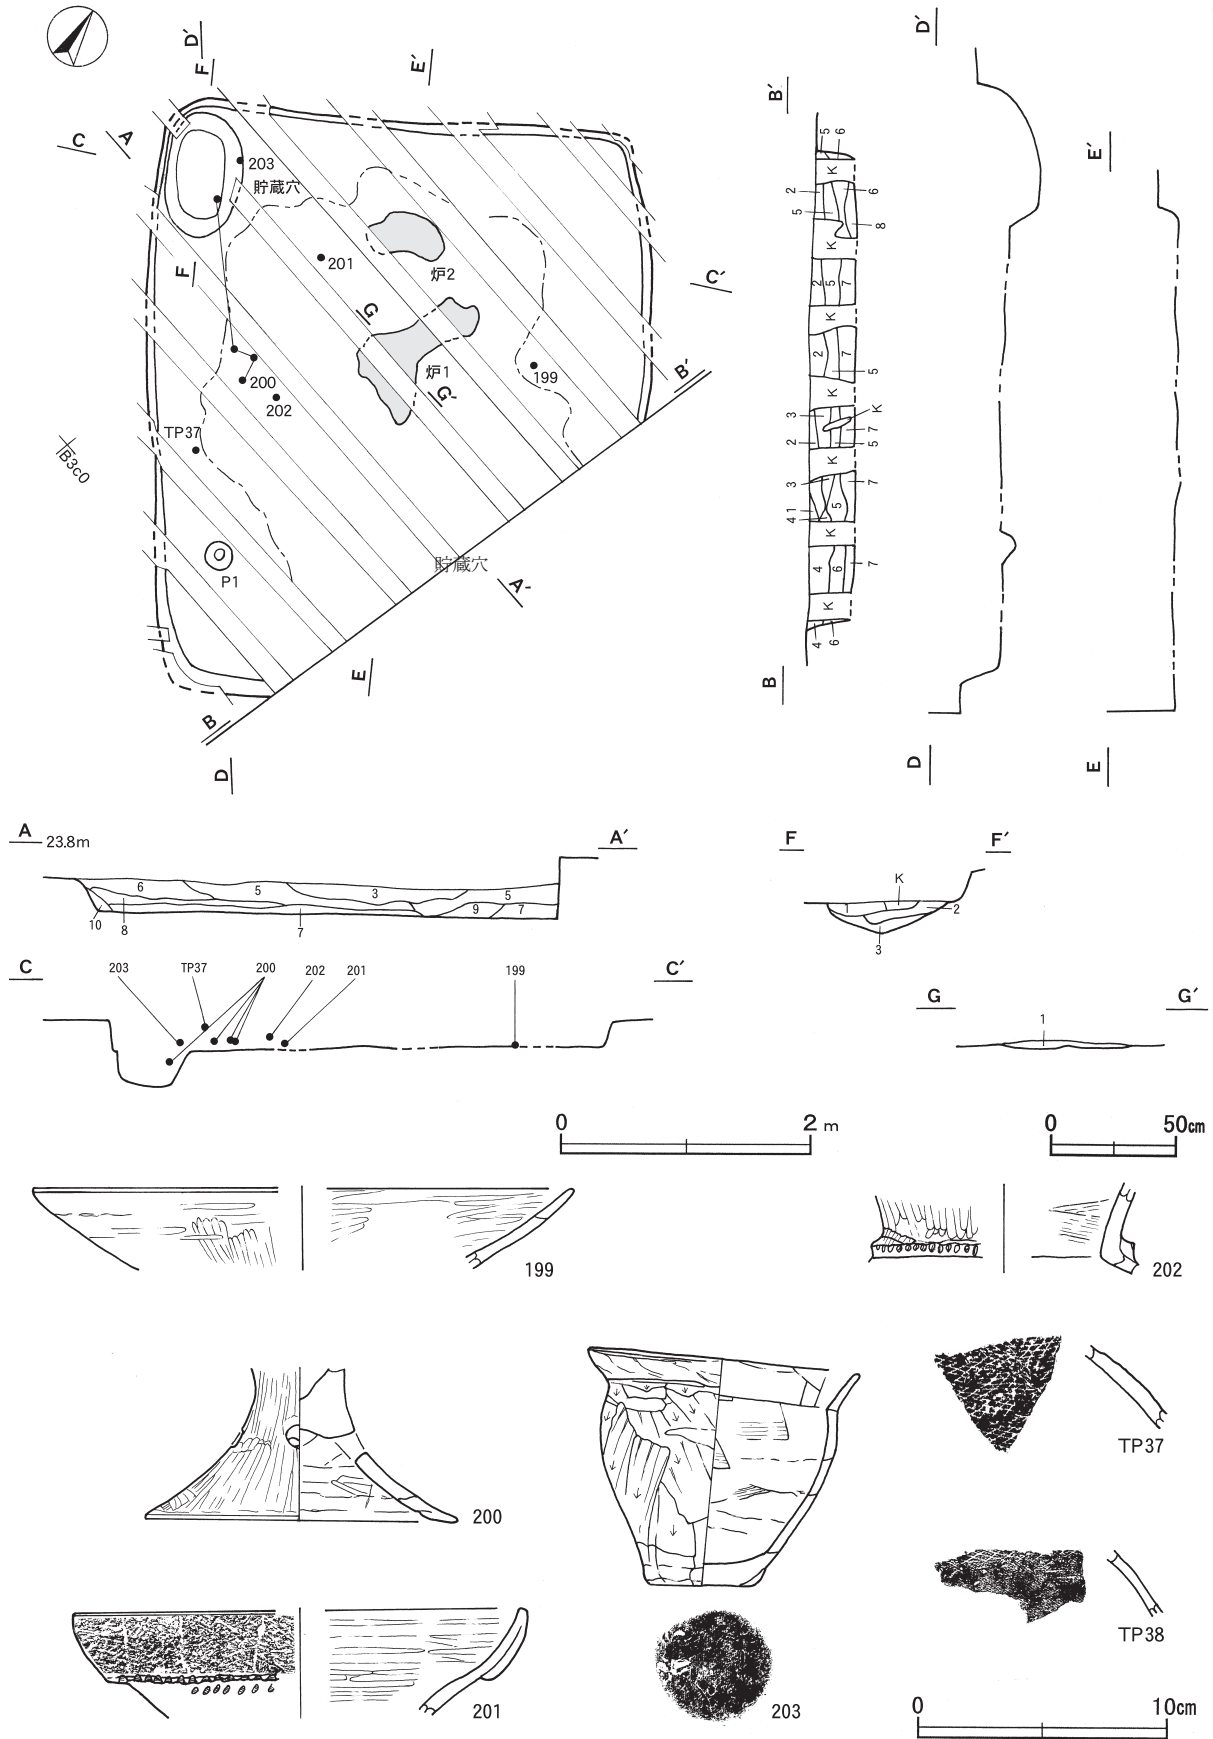 D′
F
E′
C
A
203
貯蔵穴
201
炉2
F
G
C′
炉1
G′
199
B′
200
202
TP37
B3c0
貯蔵穴
P1
A-
E
B
D
D′
B′
E′
5 6
K
2 6
5 8
K
2 5 7
K
2 7
5
K
3 K
7
2 5
K
3 7
5
41
K
4 6 7
K
4 6
B
D
E
A 23.8m A′
6 5 3 5
9 7
10 8 7
F F′
K
1 2
3
C C′
203 TP37 200 202 201 199
G G′
1
0 2m
0 50cm
199
202
200
TP37
TP38
201
203
0 10cm